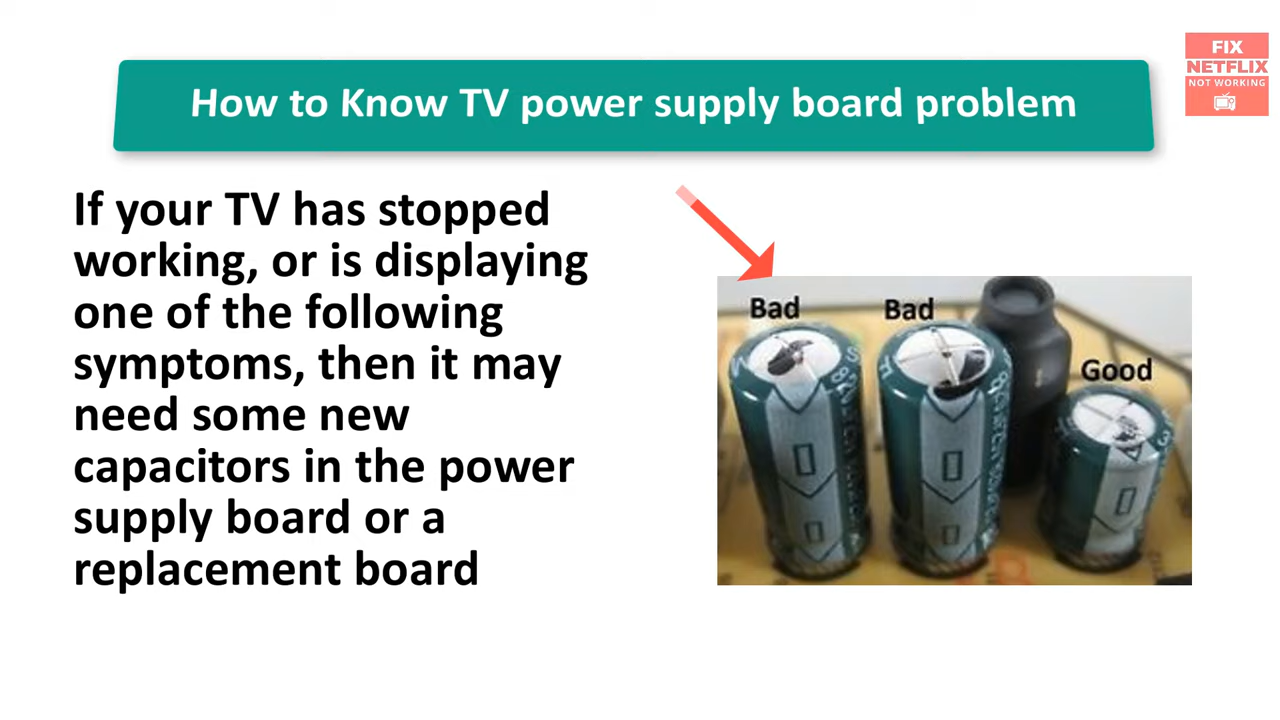 How to Know TV power supply board problem
FIX
NETFLIX
NOT WORKING
If your TV has stopped
working, or is displaying
one of the following
symptoms, then it may
need some new
capacitors in the power
supply board or a
replacement board
Bad
Bad
Good